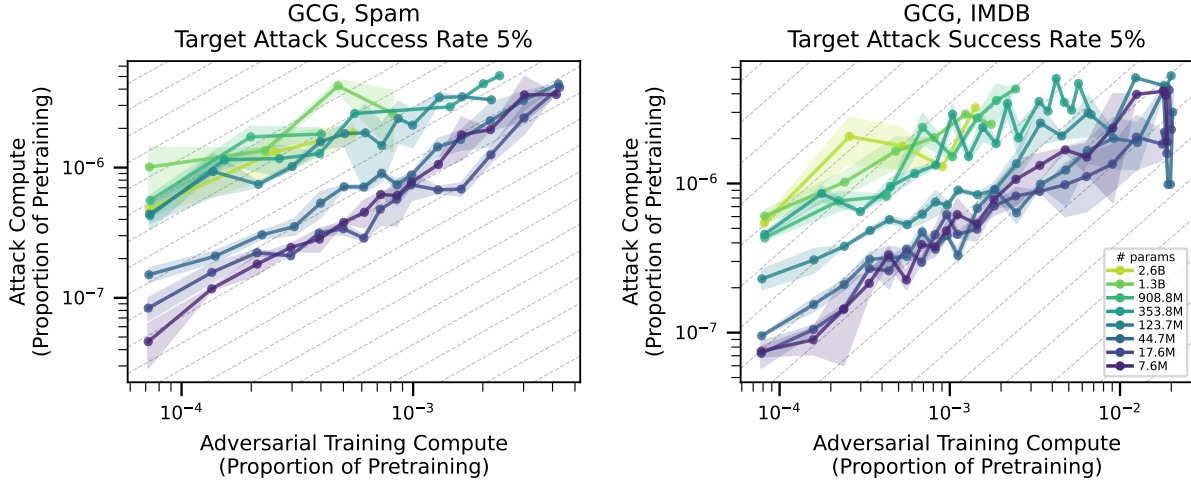 GCG, Spam
Target Attack Success Rate 5%
Attack Compute
(Proportion of Pretraining)
10⁻⁶
10⁻⁷
10⁻⁴
10⁻³
Adversarial Training Compute
(Proportion of Pretraining)
GCG, IMDB
Target Attack Success Rate 5%
Attack Compute
(Proportion of Pretraining)
10⁻⁶
10⁻⁷
10⁻⁴
10⁻³
10⁻²
Adversarial Training Compute
(Proportion of Pretraining)
# params
2.6B
1.3B
908.8M
353.8M
123.7M
44.7M
17.6M
7.6M